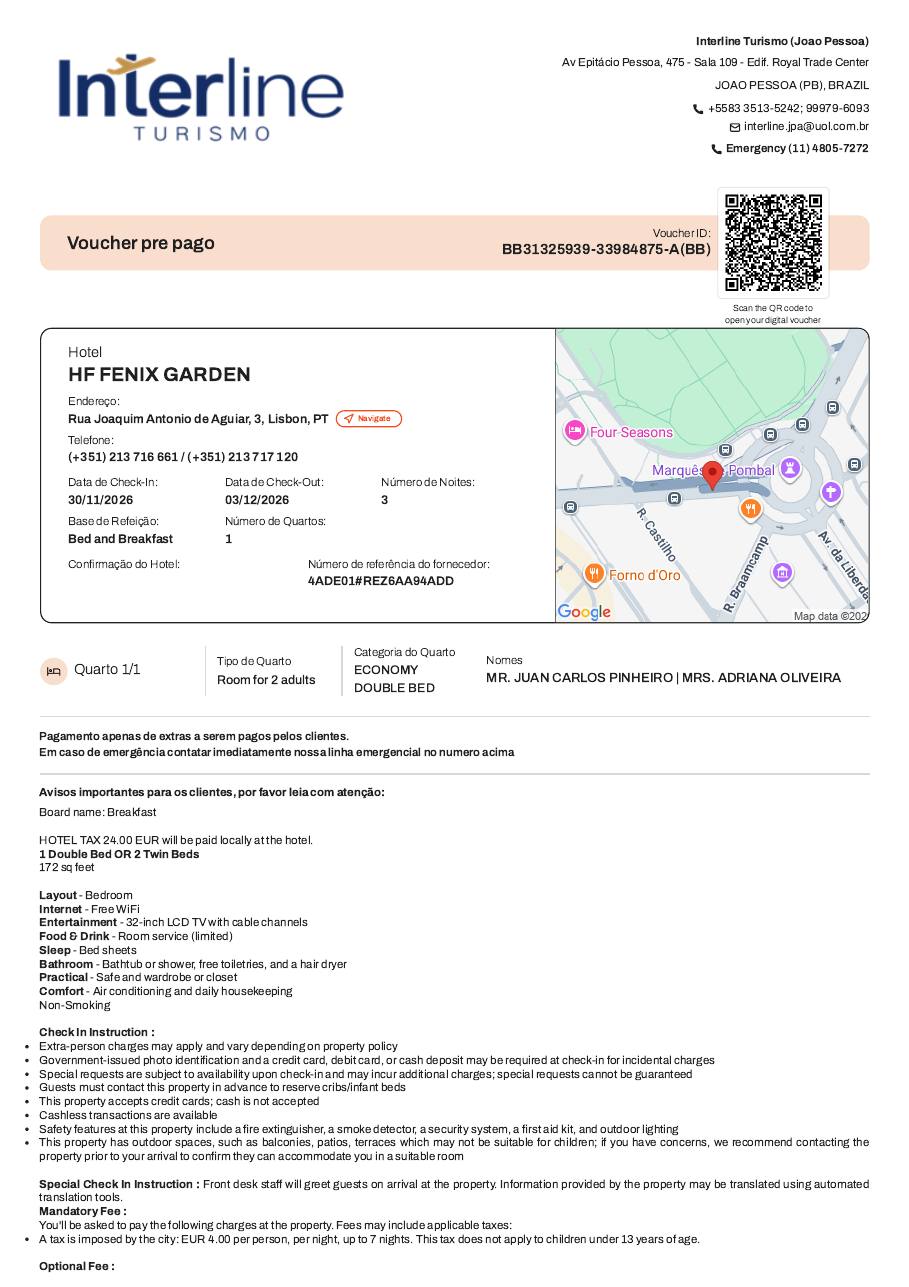 Interline
TURISMO
Interline Turismo (Joao Pessoa)
Av Epitácio Pessoa, 475 - Sala 109 - Edif. Royal Trade Center
JOAO PESSOA (PB), BRAZIL
+5583 3513-5242; 99979-6093
interline.jpa@uol.com.br
Emergency (11) 4805-7272
Voucher pre pago
Voucher ID:
BB31325939-33984875-A(BB)
Scan the QR code to
open your digital voucher
Hotel
HF FENIX GARDEN
Endereço:
Rua Joaquim Antonio de Aguiar, 3, Lisbon, PT Navigate
Telefone:
(+351) 213 716 661 / (+351) 213 717 120
Data de Check-In: Data de Check-Out: Número de Noites:
30/11/2026 03/12/2026 3
Base de Refeição: Número de Quartos:
Bed and Breakfast 1
Confirmação do Hotel: Número de referência do fornecedor:
4ADE01#REZ6AA94ADD
Four Seasons
Marquês Pombal
R. Castilho
R. Braamcamp
Av. da Liberda
Forno d'Oro
Google
Map data ©202
Quarto 1/1
Tipo de Quarto
Room for 2 adults
Categoria do Quarto
ECONOMY
DOUBLE BED
Nomes
MR. JUAN CARLOS PINHEIRO | MRS. ADRIANA OLIVEIRA
Pagamento apenas de extras a serem pagos pelos clientes.
Em caso de emergência contatar imediatamente nossa linha emergencial no numero acima
Avisos importantes para os clientes, por favor leia com atenção:
Board name: Breakfast
HOTEL TAX 24.00 EUR will be paid locally at the hotel.
1 Double Bed OR 2 Twin Beds
172 sq feet
Layout - Bedroom
Internet - Free WiFi
Entertainment - 32-inch LCD TV with cable channels
Food & Drink - Room service (limited)
Sleep - Bed sheets
Bathroom - Bathtub or shower, free toiletries, and a hair dryer
Practical - Safe and wardrobe or closet
Comfort - Air conditioning and daily housekeeping
Non-Smoking
Check In Instruction :
• Extra-person charges may apply and vary depending on property policy
• Government-issued photo identification and a credit card, debit card, or cash deposit may be required at check-in for incidental charges
• Special requests are subject to availability upon check-in and may incur additional charges; special requests cannot be guaranteed
• Guests must contact this property in advance to reserve cribs/infant beds
• This property accepts credit cards; cash is not accepted
• Cashless transactions are available
• Safety features at this property include a fire extinguisher, a smoke detector, a security system, a first aid kit, and outdoor lighting
• This property has outdoor spaces, such as balconies, patios, terraces which may not be suitable for children; if you have concerns, we recommend contacting the
property prior to your arrival to confirm they can accommodate you in a suitable room
Special Check In Instruction : Front desk staff will greet guests on arrival at the property. Information provided by the property may be translated using automated
translation tools.
Mandatory Fee :
You'll be asked to pay the following charges at the property. Fees may include applicable taxes:
• A tax is imposed by the city: EUR 4.00 per person, per night, up to 7 nights. This tax does not apply to children under 13 years of age.
Optional Fee :